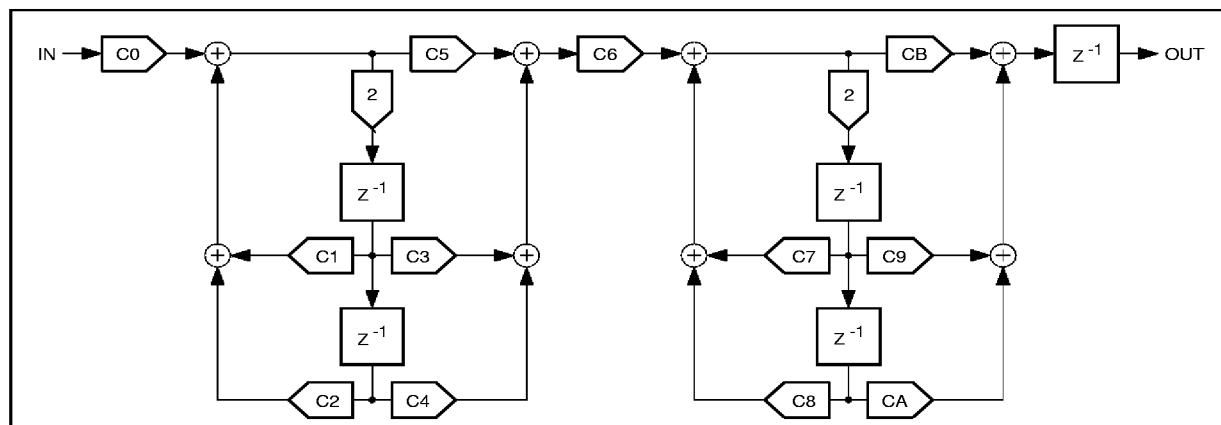 IN C0 C5 C6 CB Z⁻¹ OUT
2 2
Z⁻¹ Z⁻¹
C1 C3 C7 C9
Z⁻¹ Z⁻¹
C2 C4 C8 CA